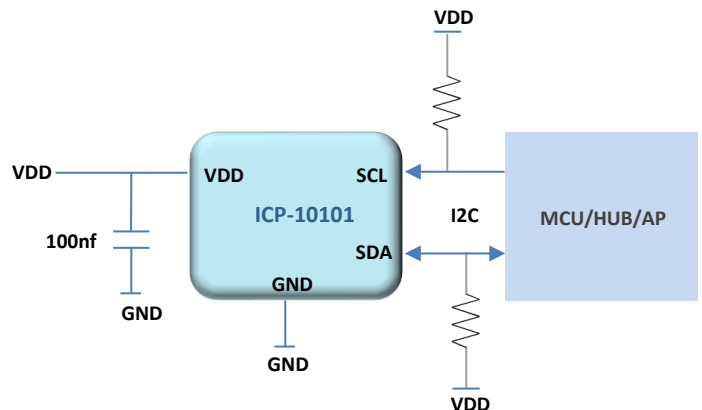 VDD
VDD
VDD
SCL
ICP-10101
I2C
MCU/HUB/AP
100nf
SDA
GND
GND
GND
VDD